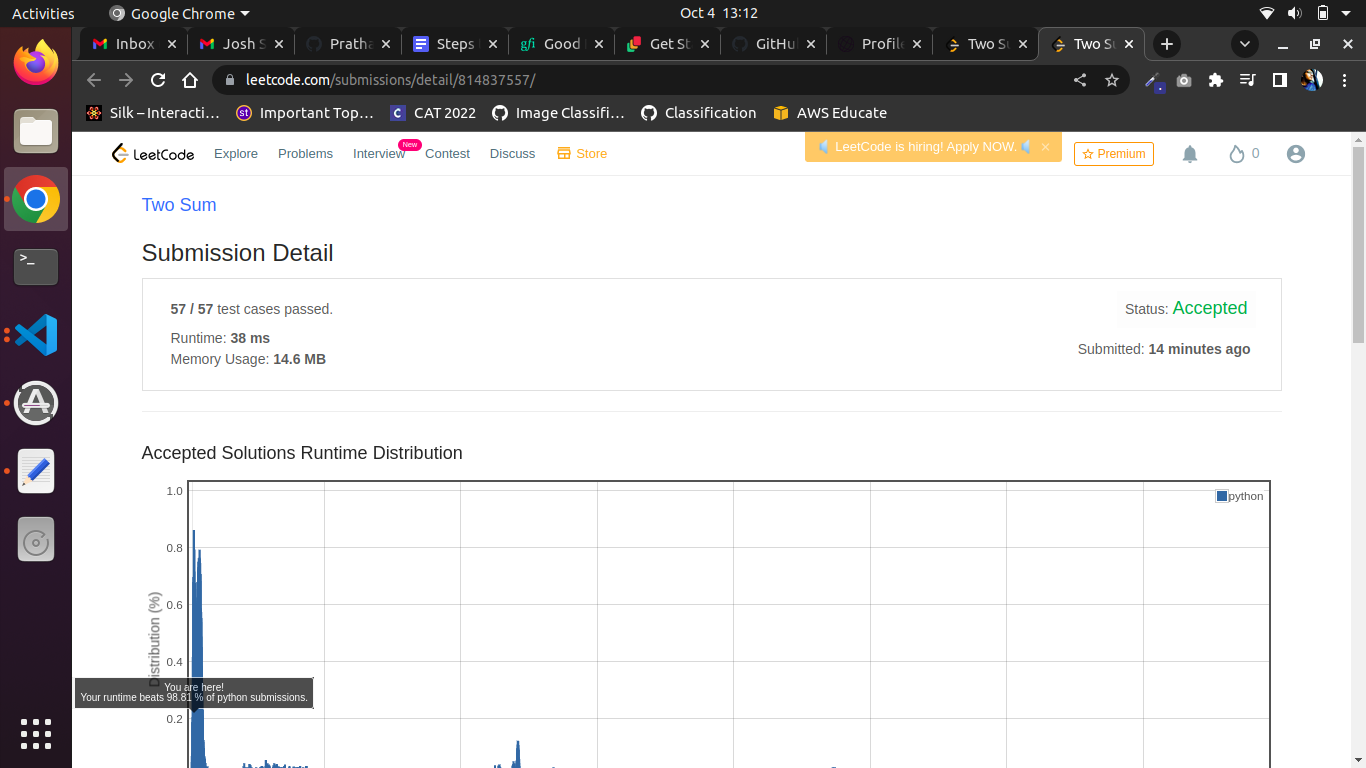 Activities Google Chrome Oct 4 13:12
Inbox Josh S Pratha Steps Good Get St GitHu Profile Two Su Two Su
leetcode.com/submissions/detail/814837557/
Silk – Interacti… Important Top… CAT 2022 Image Classifi… Classification AWS Educate
LeetCode Explore Problems Interview New Contest Discuss Store LeetCode is hiring! Apply NOW. Premium 0
Two Sum
Submission Detail
57 / 57 test cases passed.
Status: Accepted
Runtime: 38 ms
Memory Usage: 14.6 MB
Submitted: 14 minutes ago
Accepted Solutions Runtime Distribution
1.0
python
0.8
0.6
Distribution (%)
0.4
You are here!
Your runtime beats 98.81 % of python submissions.
0.2